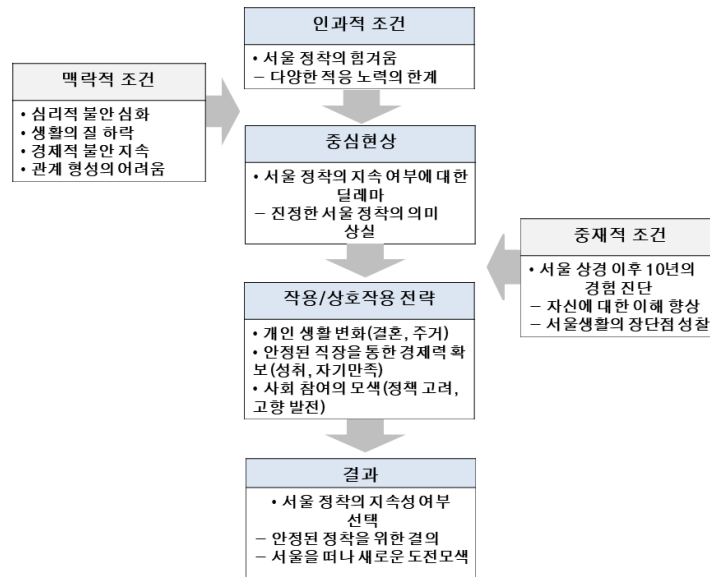 인과적 조건
• 서울 정착의 힘겨움
– 다양한 적응 노력의 한계
맥락적 조건
• 심리적 불안 심화
• 생활의 질 하락
• 경제적 불안 지속
• 관계 형성의 어려움
중심현상
• 서울 정착의 지속 여부에 대한
딜레마
– 진정한 서울 정착의 의미
상실
중재적 조건
• 서울 상경 이후 10년의
경험 진단
– 자신에 대한 이해 향상
– 서울생활의 장단점 성찰
작용/상호작용 전략
• 개인 생활 변화(결혼, 주거)
• 안정된 직장을 통한 경제력 확
보(성취, 자기만족)
• 사회 참여의 모색(정책 고려,
고향 발전)
결과
• 서울 정착의 지속성 여부
선택
– 안정된 정착을 위한 결의
– 서울을 떠나 새로운 도전모색